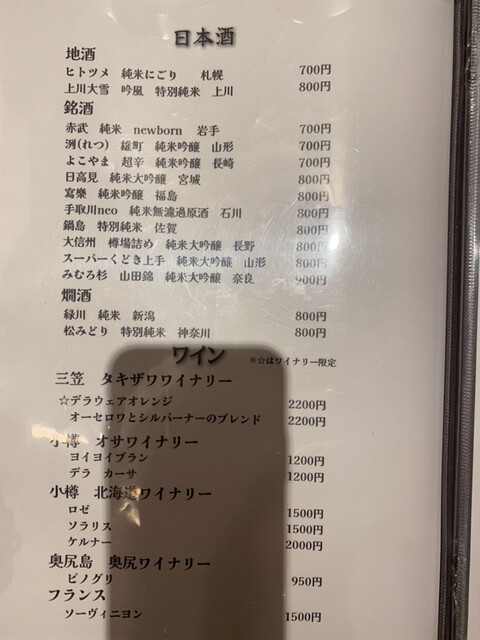 日本酒
地酒
ヒトツメ 純米にごり 札幌 700円
上川大雪 吟風 特別純米 上川 800円
銘酒
赤武 純米 newborn 岩手 700円
洌(れつ) 雄町 純米吟醸 山形 700円
よこやま 超辛 純米吟醸 長崎 700円
日高見 純米大吟醸 宮城 800円
寫樂 純米吟醸 福島 800円
手取川neo 純米無濾過原酒 石川 800円
鍋島 特別純米 佐賀 800円
大信州 槽場詰め 純米大吟醸 長野 800円
スーパーくどき上手 純米大吟醸 山形 800円
みむろ杉 山田錦 純米大吟醸 奈良 900円
燗酒
緑川 純米 新潟 800円
松みどり 特別純米 神奈川 800円
ワイン ※☆はワイナリー限定
三笠 タキザワワイナリー
☆デラウェアオレンジ 2200円
オーセロワとシルバーナーのブレンド 2200円
小樽 オサワイナリー
ヨイヨイブラン 1200円
デラ カーサ 1200円
小樽 北海道ワイナリー
ロゼ 1500円
ソラリス 1500円
ケルナー 2000円
奥尻島 奥尻ワイナリー
ピノグリ 950円
フランス
ソーヴィニヨン 1500円